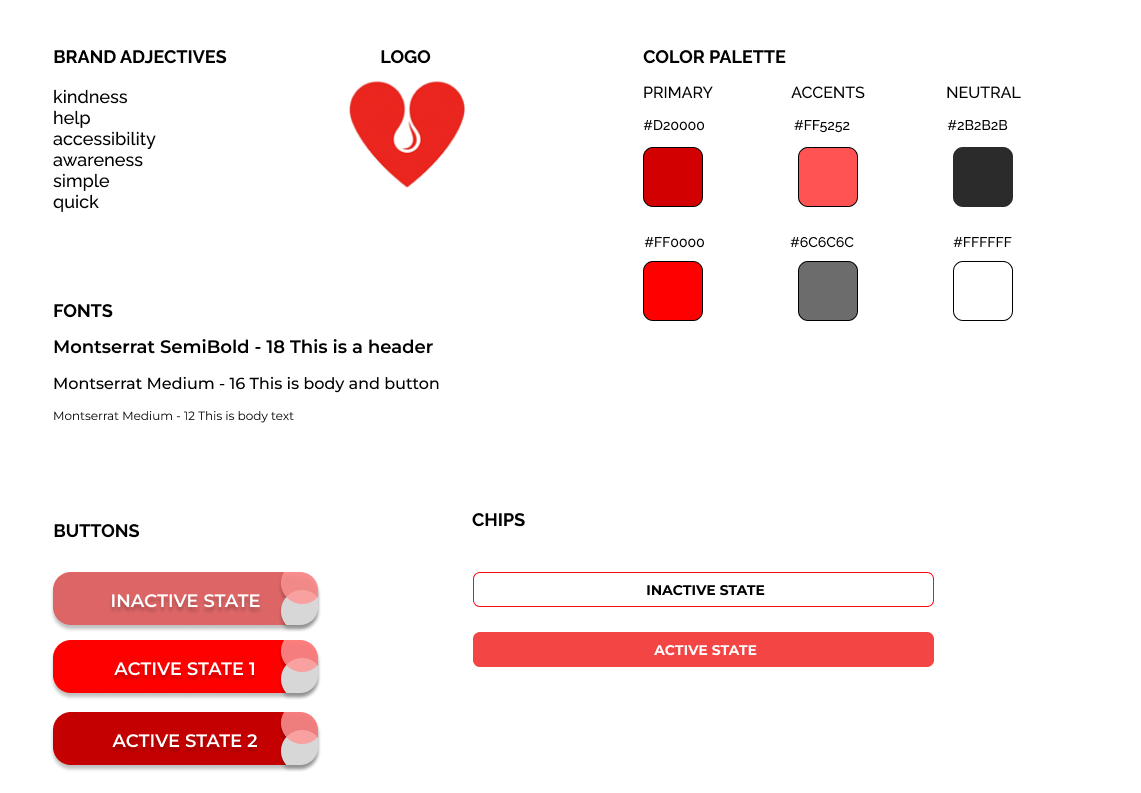 BRAND ADJECTIVES
kindness
help
accessibility
awareness
simple
quick
LOGO
COLOR PALETTE
PRIMARY
ACCENTS
NEUTRAL
#D20000
#FF5252
#2B2B2B
#FF0000
#6C6C6C
#FFFFFF
FONTS
Montserrat SemiBold - 18 This is a header
Montserrat Medium - 16 This is body and button
Montserrat Medium - 12 This is body text
BUTTONS
INACTIVE STATE
ACTIVE STATE 1
ACTIVE STATE 2
CHIPS
INACTIVE STATE
ACTIVE STATE